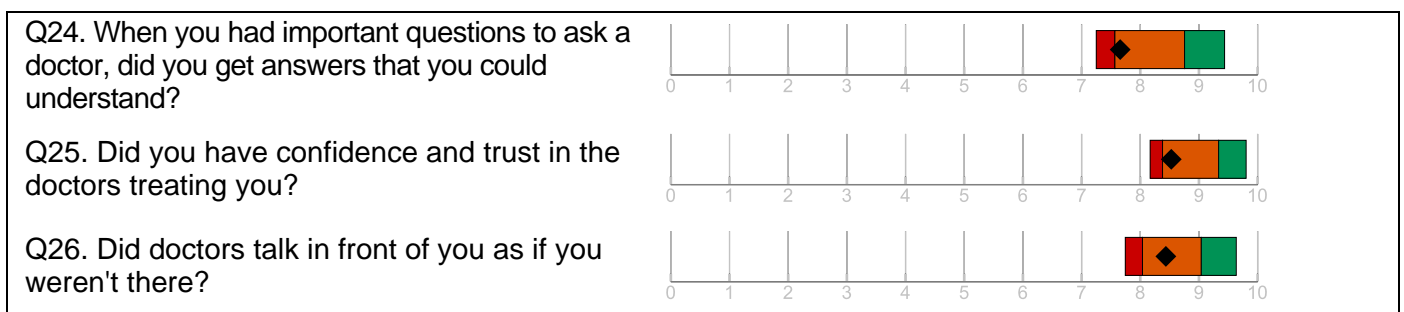 Q24. When you had important questions to ask a
doctor, did you get answers that you could
understand?
0 1 2 3 4 5 6 7 8 9 10
Q25. Did you have confidence and trust in the
doctors treating you?
0 1 2 3 4 5 6 7 8 9 10
Q26. Did doctors talk in front of you as if you
weren't there?
0 1 2 3 4 5 6 7 8 9 10